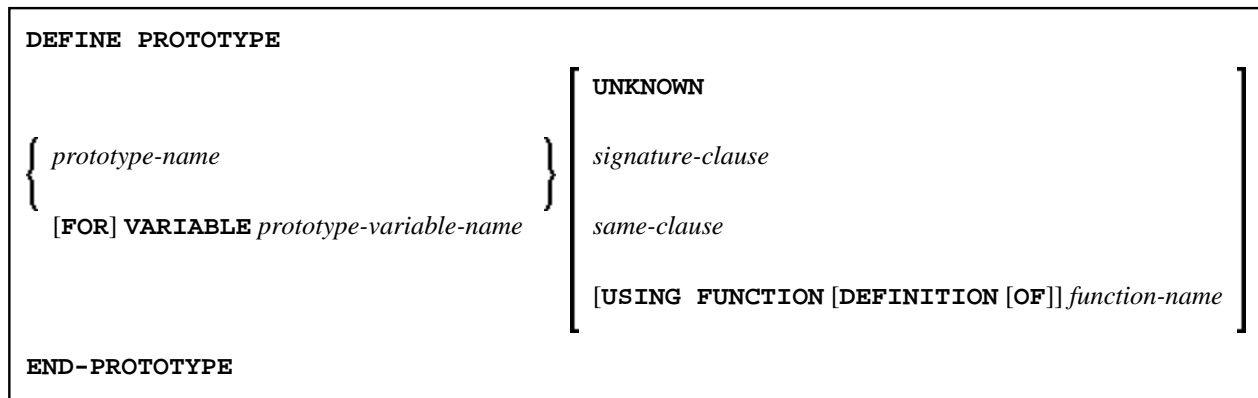 DEFINE PROTOTYPE
UNKNOWN
prototype-name
signature-clause
[FOR] VARIABLE prototype-variable-name
same-clause
[USING FUNCTION [DEFINITION [OF]] function-name
END-PROTOTYPE